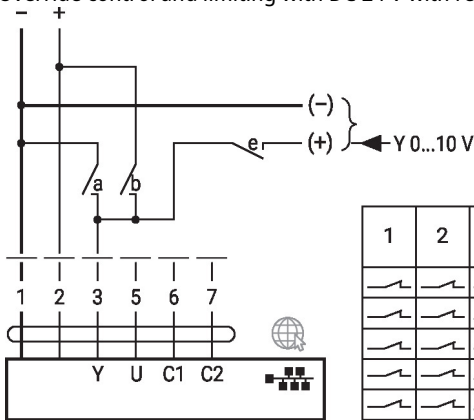 Override control and limiting with DC 24 V with
− +
(−)
e (+) Y 0...10 V
a b
1 2
1 2 3 5 6 7
Y U C1 C2